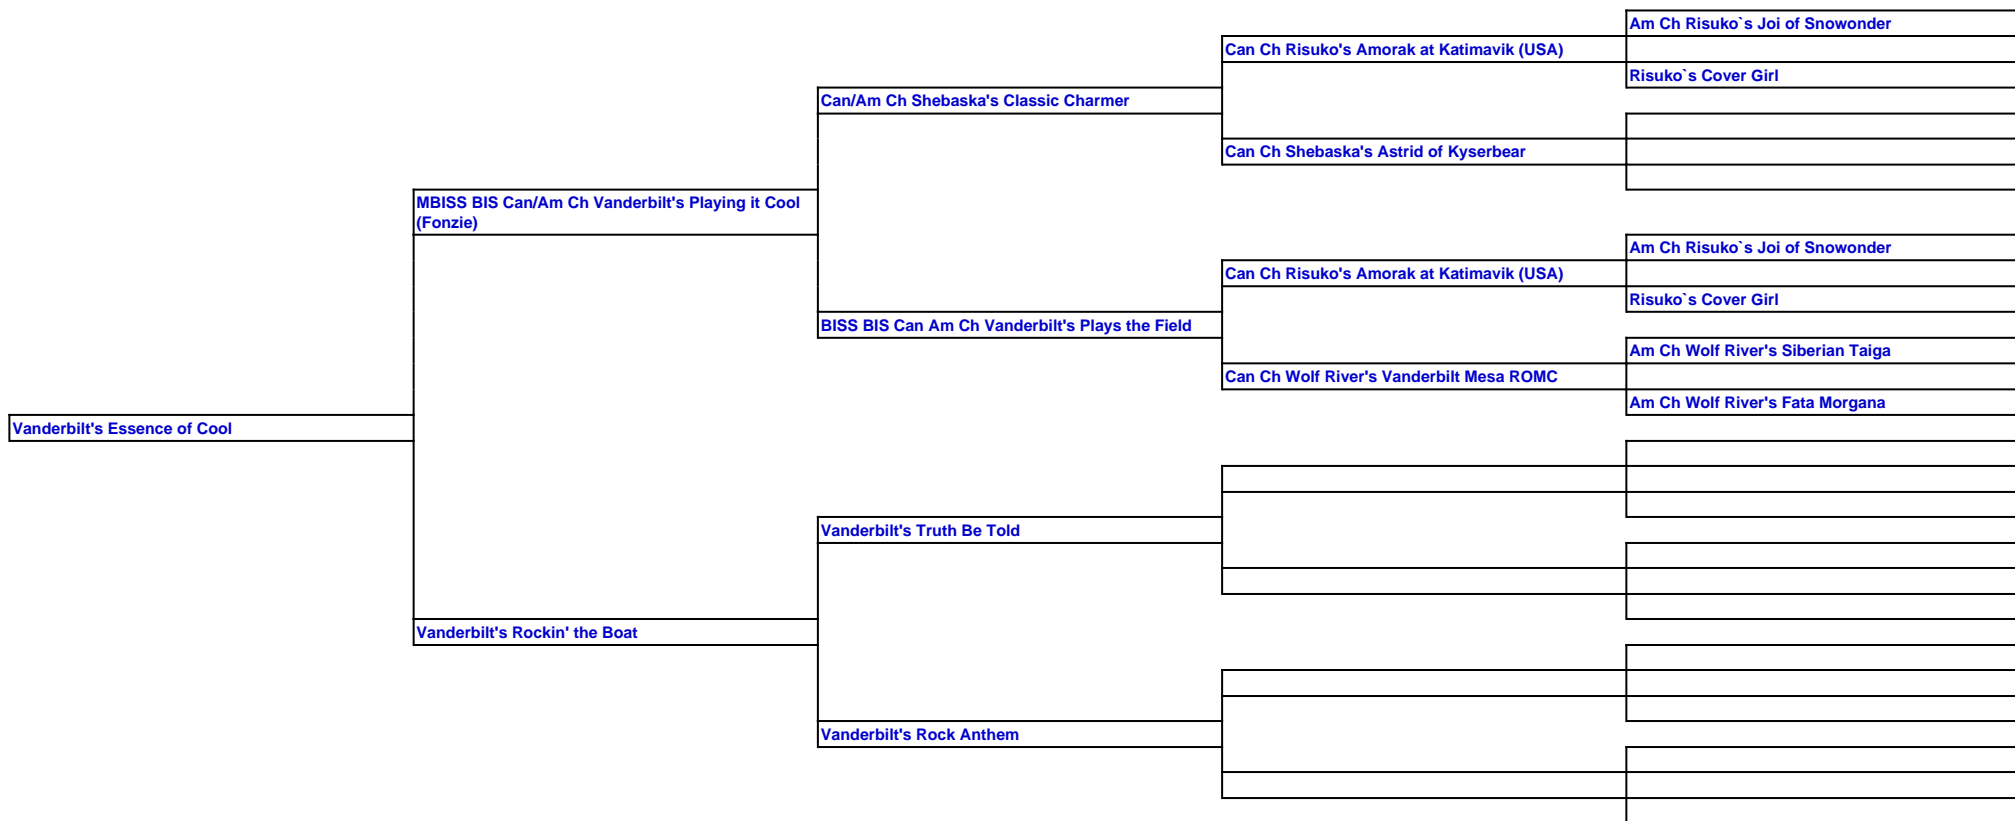 Am Ch Risuko`s Joi of Snowonder
Can Ch Risuko's Amorak at Katimavik (USA)
Risuko`s Cover Girl
Can/Am Ch Shebaska's Classic Charmer
Can Ch Shebaska's Astrid of Kyserbear
MBISS BIS Can/Am Ch Vanderbilt's Playing it Cool
(Fonzie)
Am Ch Risuko`s Joi of Snowonder
Can Ch Risuko's Amorak at Katimavik (USA)
Risuko`s Cover Girl
BISS BIS Can Am Ch Vanderbilt's Plays the Field
Am Ch Wolf River's Siberian Taiga
Can Ch Wolf River's Vanderbilt Mesa ROMC
Am Ch Wolf River's Fata Morgana
Vanderbilt's Essence of Cool
Vanderbilt's Truth Be Told
Vanderbilt's Rockin' the Boat
Vanderbilt's Rock Anthem